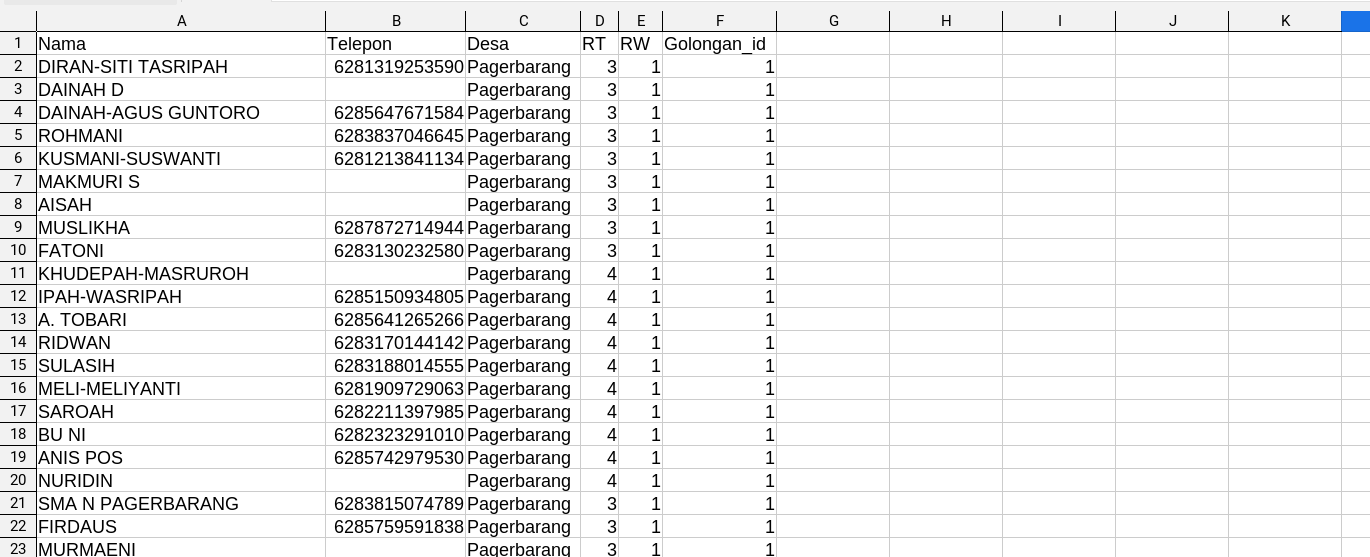 A B C D E F G H I J K
1 Nama Telepon Desa RT RW Golongan_id
2 DIRAN-SITI TASRIPAH 6281319253590 Pagerbarang 3 1 1
3 DAINAH D Pagerbarang 3 1 1
4 DAINAH-AGUS GUNTORO 6285647671584 Pagerbarang 3 1 1
5 ROHMANI 6283837046645 Pagerbarang 3 1 1
6 KUSMANI-SUSWANTI 6281213841134 Pagerbarang 3 1 1
7 MAKMURI S Pagerbarang 3 1 1
8 AISAH Pagerbarang 3 1 1
9 MUSLIKHA 6287872714944 Pagerbarang 3 1 1
10 FATONI 6283130232580 Pagerbarang 3 1 1
11 KHUDEPAH-MASRUROH Pagerbarang 4 1 1
12 IPAH-WASRIPAH 6285150934805 Pagerbarang 4 1 1
13 A. TOBARI 6285641265266 Pagerbarang 4 1 1
14 RIDWAN 6283170144142 Pagerbarang 4 1 1
15 SULASIH 6283188014555 Pagerbarang 4 1 1
16 MELI-MELIYANTI 6281909729063 Pagerbarang 4 1 1
17 SAROAH 6282211397985 Pagerbarang 4 1 1
18 BU NI 6282323291010 Pagerbarang 4 1 1
19 ANIS POS 6285742979530 Pagerbarang 4 1 1
20 NURIDIN Pagerbarang 4 1 1
21 SMA N PAGERBARANG 6283815074789 Pagerbarang 3 1 1
22 FIRDAUS 6285759591838 Pagerbarang 3 1 1
23 MURMAENI Pagerbarang 3 1 1